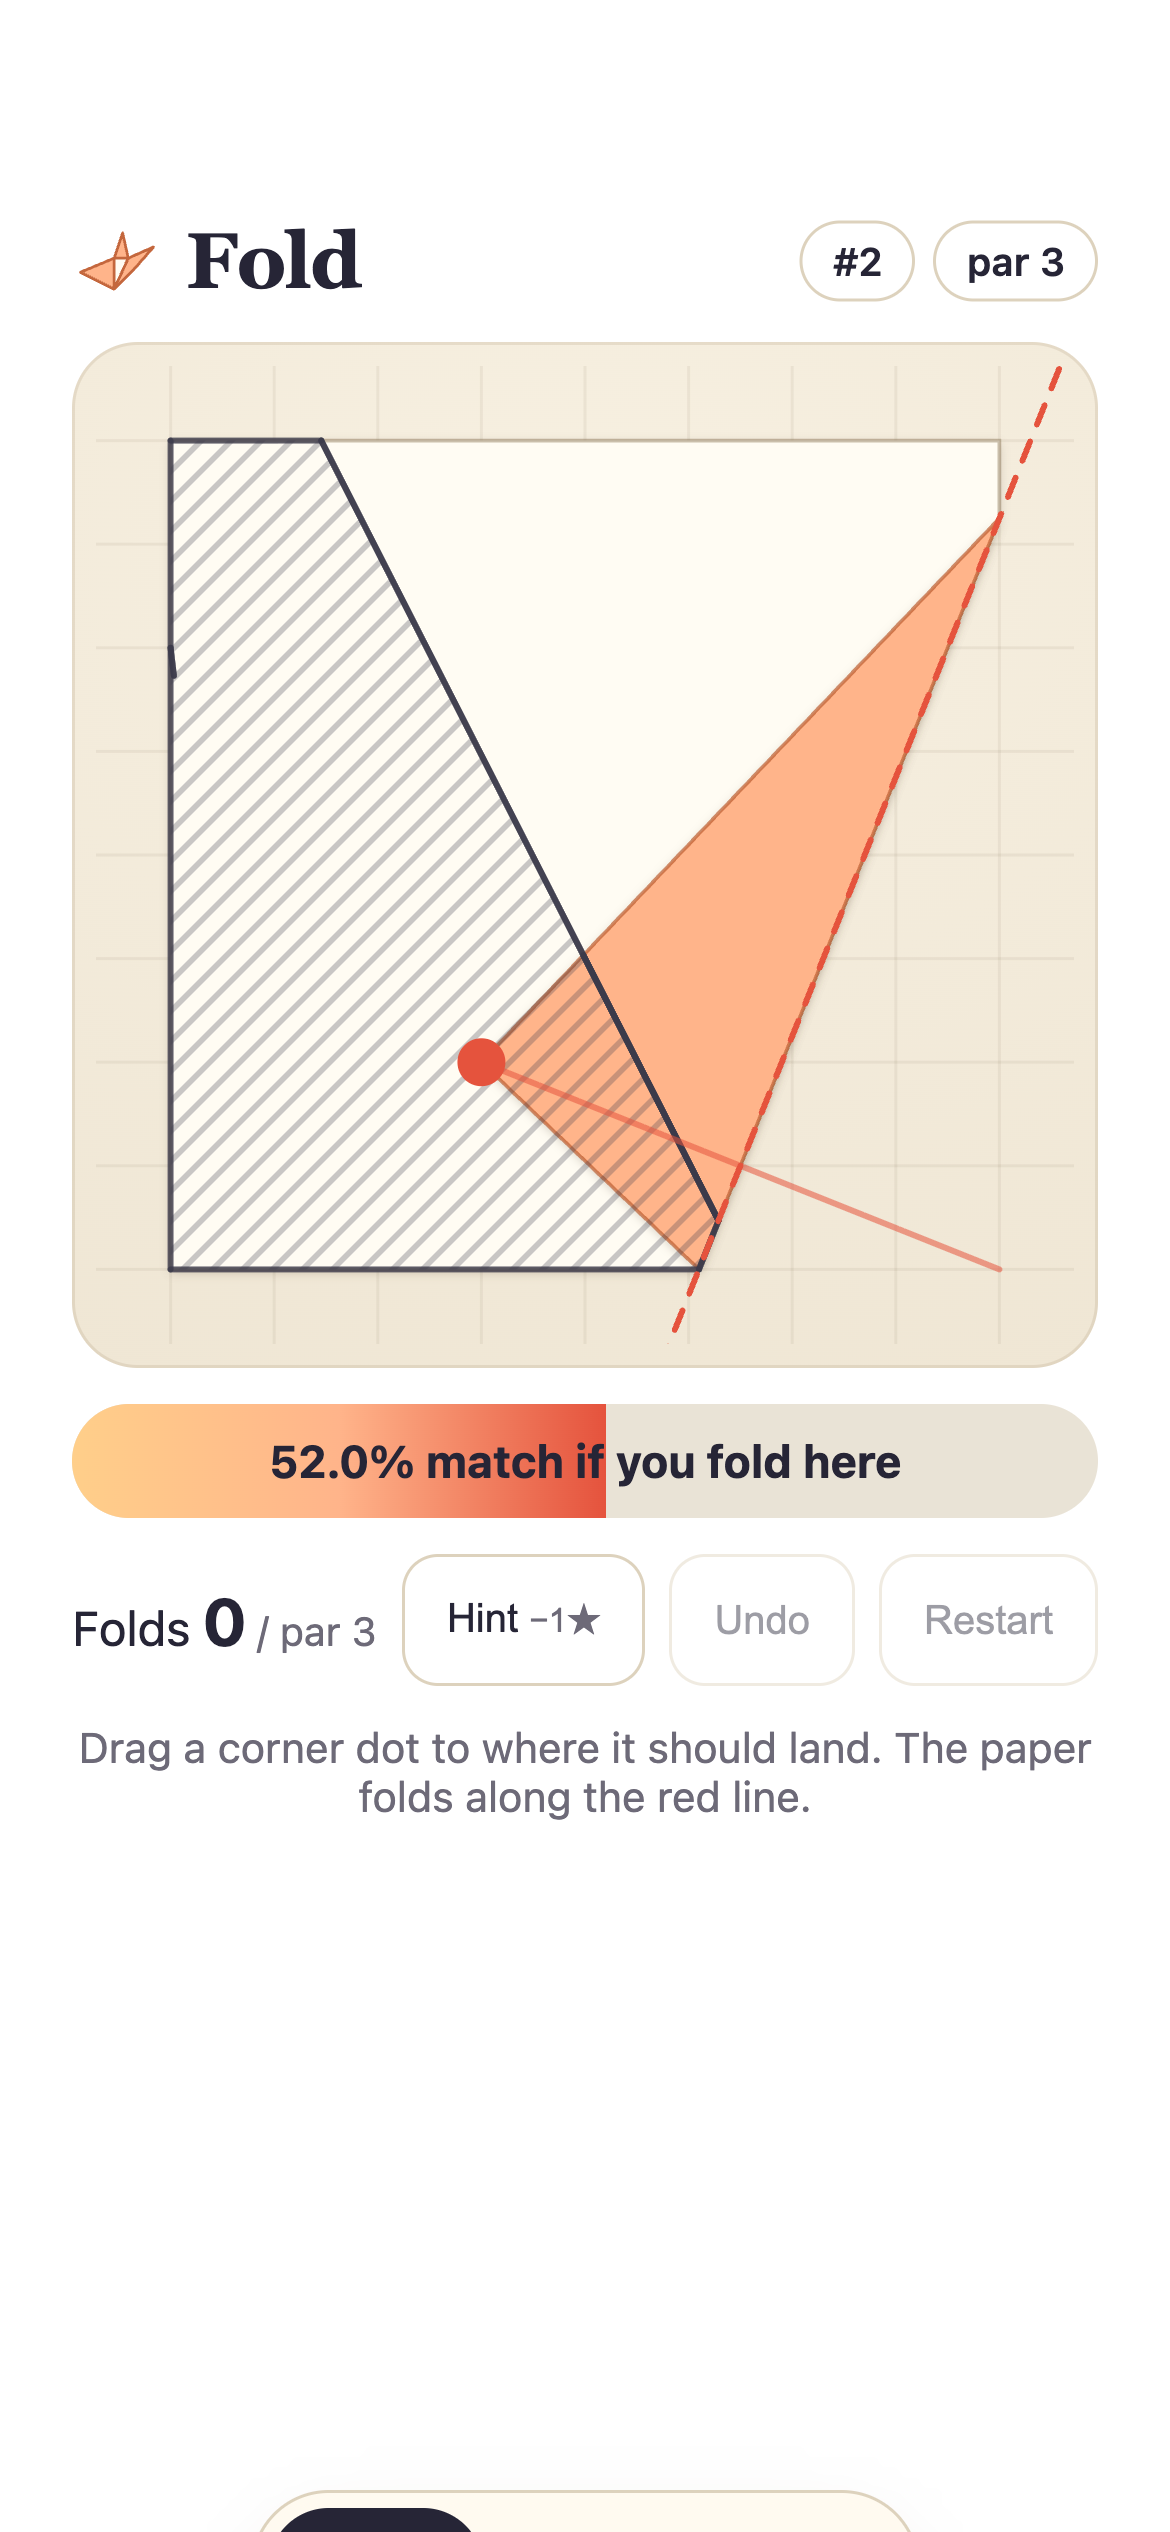 Fold
#2
par 3
52.0% match if you fold here
Folds 0 / par 3
Hint −1★
Undo
Restart
Drag a corner dot to where it should land. The paper
folds along the red line.